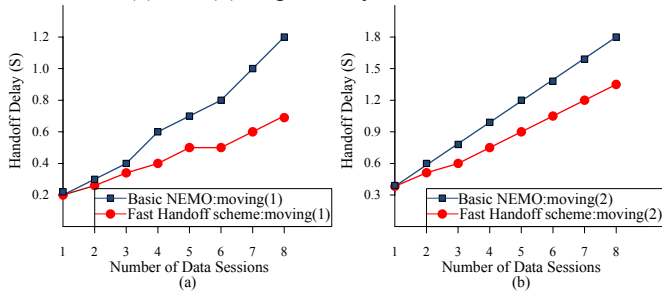 Handoff Delay (S)
1.2
1.0
0.8
0.6
0.4
0.2
Basic NEMO:moving(1)
Fast Handoff scheme:moving(1)
1 2 3 4 5 6 7 8
Number of Data Sessions
(a)
Handoff Delay (S)
1.8
1.5
1.2
0.9
0.6
0.3
Basic NEMO:moving(2)
Fast Handoff scheme:moving(2)
1 2 3 4 5 6 7 8
Number of Data Sessions
(b)